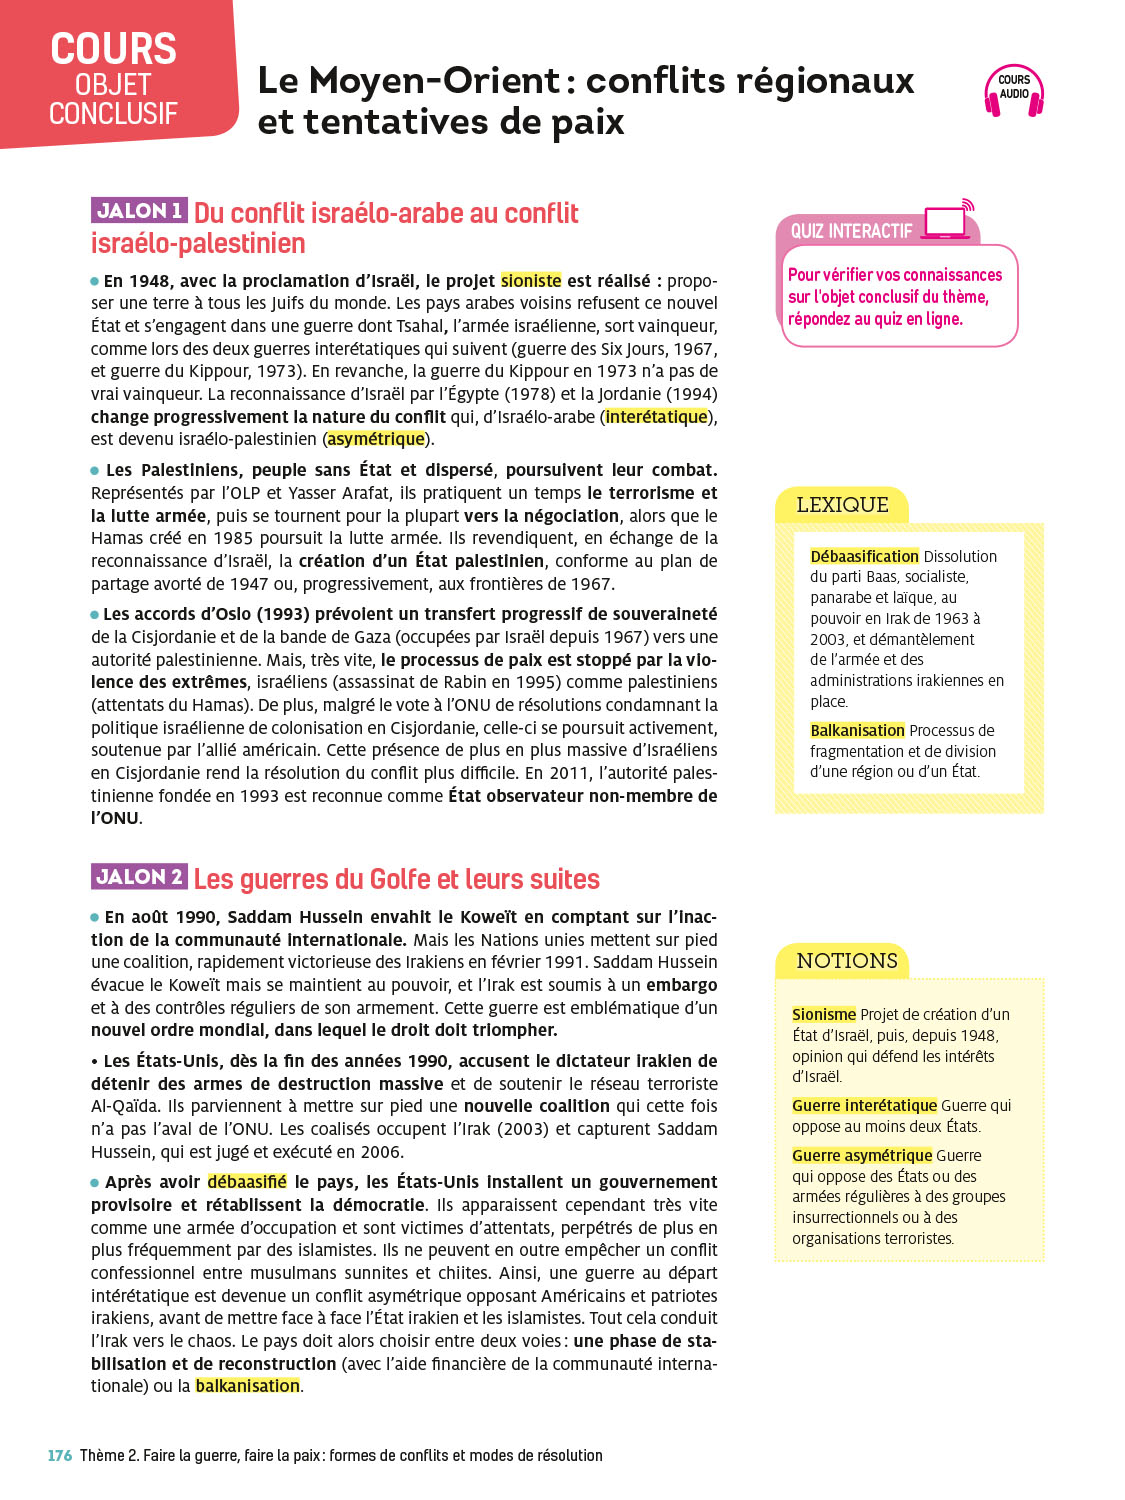 COURS
OBJET
CONCLUSIF
Le Moyen-Orient : conflits régionaux
et tentatives de paix
COURS
AUDIO
JALON 1 Du conflit israélo-arabe au conflit
israélo-palestinien
• En 1948, avec la proclamation d’Israël, le projet sioniste est réalisé : propo-
ser une terre à tous les Juifs du monde. Les pays arabes voisins refusent ce nouvel
État et s’engagent dans une guerre dont Tsahal, l’armée israélienne, sort vainqueur,
comme lors des deux guerres interétatiques qui suivent (guerre des Six Jours, 1967,
et guerre du Kippour, 1973). En revanche, la guerre du Kippour en 1973 n’a pas de
vrai vainqueur. La reconnaissance d’Israël par l’Égypte (1978) et la Jordanie (1994)
change progressivement la nature du conflit qui, d’Israélo-arabe (interétatique),
est devenu israélo-palestinien (asymétrique).
• Les Palestiniens, peuple sans État et dispersé, poursuivent leur combat.
Représentés par l’OLP et Yasser Arafat, ils pratiquent un temps le terrorisme et
la lutte armée, puis se tournent pour la plupart vers la négociation, alors que le
Hamas créé en 1985 poursuit la lutte armée. Ils revendiquent, en échange de la
reconnaissance d’Israël, la création d’un État palestinien, conforme au plan de
partage avorté de 1947 ou, progressivement, aux frontières de 1967.
• Les accords d’Oslo (1993) prévoient un transfert progressif de souveraineté
de la Cisjordanie et de la bande de Gaza (occupées par Israël depuis 1967) vers une
autorité palestinienne. Mais, très vite, le processus de paix est stoppé par la vio-
lence des extrêmes, israéliens (assassinat de Rabin en 1995) comme palestiniens
(attentats du Hamas). De plus, malgré le vote à l’ONU de résolutions condamnant la
politique israélienne de colonisation en Cisjordanie, celle-ci se poursuit activement,
soutenue par l’allié américain. Cette présence de plus en plus massive d’Israéliens
en Cisjordanie rend la résolution du conflit plus difficile. En 2011, l’autorité pales-
tinienne fondée en 1993 est reconnue comme État observateur non-membre de
l’ONU.
JALON 2 Les guerres du Golfe et leurs suites
• En août 1990, Saddam Hussein envahit le Koweït en comptant sur l’inac-
tion de la communauté internationale. Mais les Nations unies mettent sur pied
une coalition, rapidement victorieuse des Irakiens en février 1991. Saddam Hussein
évacue le Koweït mais se maintient au pouvoir, et l’Irak est soumis à un embargo
et à des contrôles réguliers de son armement. Cette guerre est emblématique d’un
nouvel ordre mondial, dans lequel le droit doit triompher.
• Les États-Unis, dès la fin des années 1990, accusent le dictateur irakien de
détenir des armes de destruction massive et de soutenir le réseau terroriste
Al-Qaïda. Ils parviennent à mettre sur pied une nouvelle coalition qui cette fois
n’a pas l’aval de l’ONU. Les coalisés occupent l’Irak (2003) et capturent Saddam
Hussein, qui est jugé et exécuté en 2006.
• Après avoir débaasifié le pays, les États-Unis installent un gouvernement
provisoire et rétablissent la démocratie. Ils apparaissent cependant très vite
comme une armée d’occupation et sont victimes d’attentats, perpétrés de plus en
plus fréquemment par des islamistes. Ils ne peuvent en outre empêcher un conflit
confessionnel entre musulmans sunnites et chiites. Ainsi, une guerre au départ
intérétatique est devenue un conflit asymétrique opposant Américains et patriotes
irakiens, avant de mettre face à face l’État irakien et les islamistes. Tout cela conduit
l’Irak vers le chaos. Le pays doit alors choisir entre deux voies : une phase de sta-
bilisation et de reconstruction (avec l’aide financière de la communauté interna-
tionale) ou la balkanisation.
QUIZ INTERACTIF
Pour vérifier vos connaissances
sur l'objet conclusif du thème,
répondez au quiz en ligne.
LEXIQUE
Débaasification Dissolution
du parti Baas, socialiste,
panarabe et laïque, au
pouvoir en Irak de 1963 à
2003, et démantèlement
de l’armée et des
administrations irakiennes en
place.
Balkanisation Processus de
fragmentation et de division
d’une région ou d’un État.
NOTIONS
Sionisme Projet de création d’un
État d’Israël, puis, depuis 1948,
opinion qui défend les intérêts
d’Israël.
Guerre interétatique Guerre qui
oppose au moins deux États.
Guerre asymétrique Guerre
qui oppose des États ou des
armées régulières à des groupes
insurrectionnels ou à des
organisations terroristes.
176 Thème 2. Faire la guerre, faire la paix : formes de conflits et modes de résolution